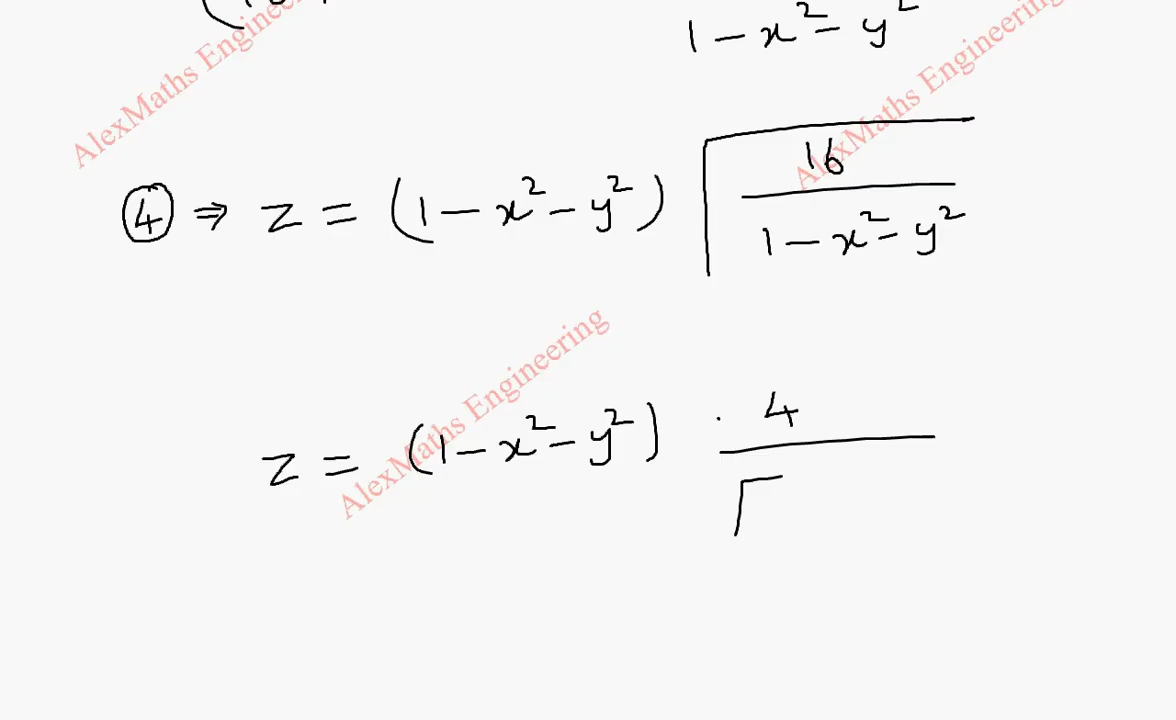 1 - x² - y²
④ ⇒ z = (1 - x² - y²) √(16 / (1 - x² - y²))
z = (1 - x² - y²) · 4 / √
AlexMaths Engineering
AlexMaths Engineering
AlexMaths Engineering